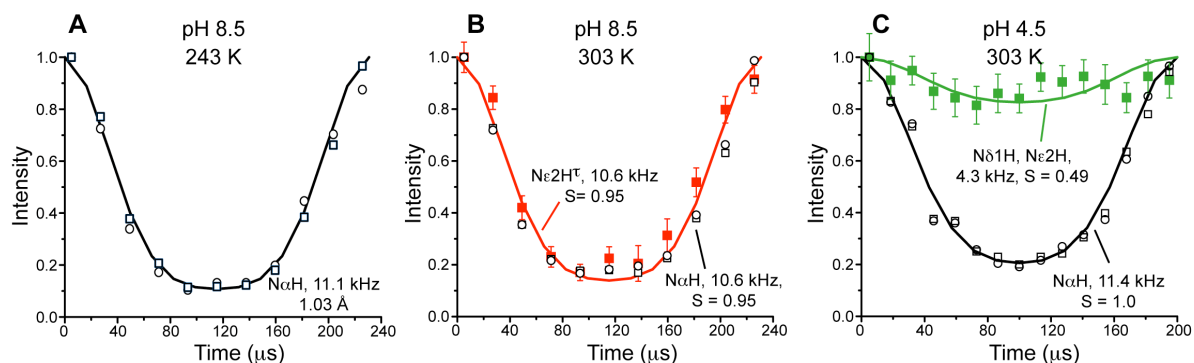 A
pH 8.5
243 K
Intensity
1.0
0.8
0.6
0.4
0.2
0.0
NαH, 11.1 kHz
1.03 Å
0 40 80 120 160 200 240
Time (μs)
B
pH 8.5
303 K
Intensity
1.0
0.8
0.6
0.4
0.2
0.0
Nε2Hτ, 10.6 kHz
S= 0.95
NαH, 10.6 kHz,
S = 0.95
0 40 80 120 160 200 240
Time (μs)
C
pH 4.5
303 K
Intensity
1.0
0.8
0.6
0.4
0.2
0.0
Nδ1H, Nε2H,
4.3 kHz, S = 0.49
NαH, 11.4 kHz
S = 1.0
0 40 80 120 160 200
Time (μs)